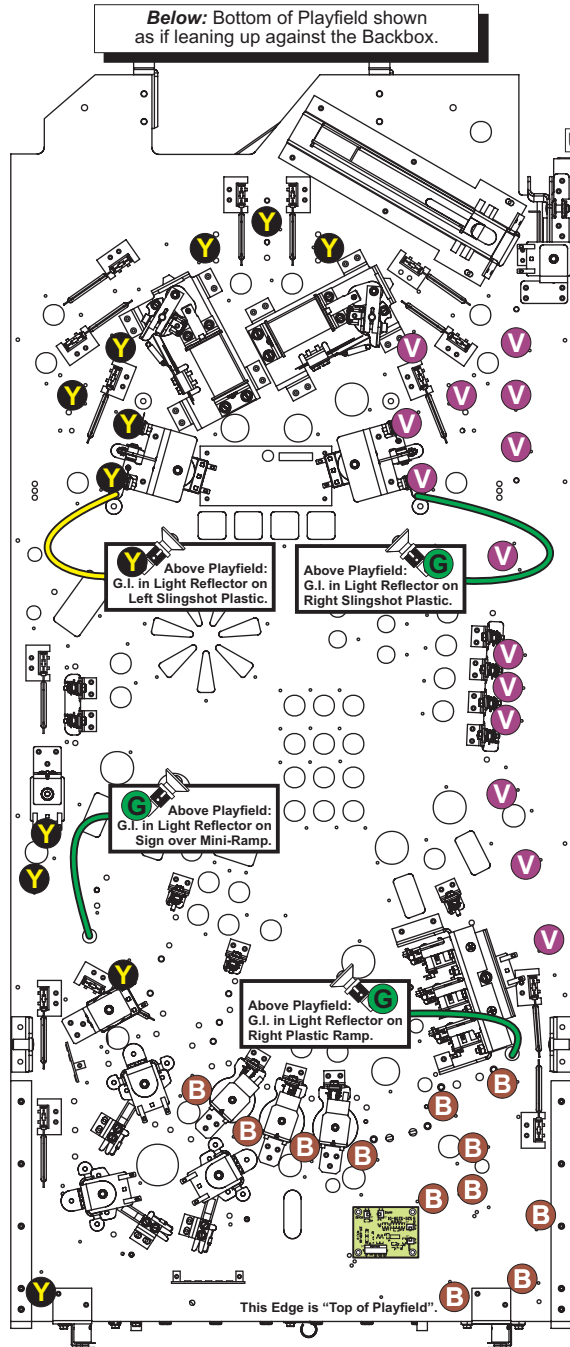 Below: Bottom of Playfield shown
as if leaning up against the Backbox.
Y
Y Y
Y V V
Y V V
Y V
V
Y V
Y G V
Above Playfield:
G.I. in Light Reflector on
Left Slingshot Plastic.
Above Playfield:
G.I. in Light Reflector on
Right Slingshot Plastic.
V
V
V
V
G
Above Playfield:
G.I. in Light Reflector on
Sign over Mini-Ramp.
Y
V
Y
V
Y
G
Above Playfield:
G.I. in Light Reflector on
Right Plastic Ramp.
B B
B
B
B B
B
B B
B
B
Y B
This Edge is “Top of Playfield”.